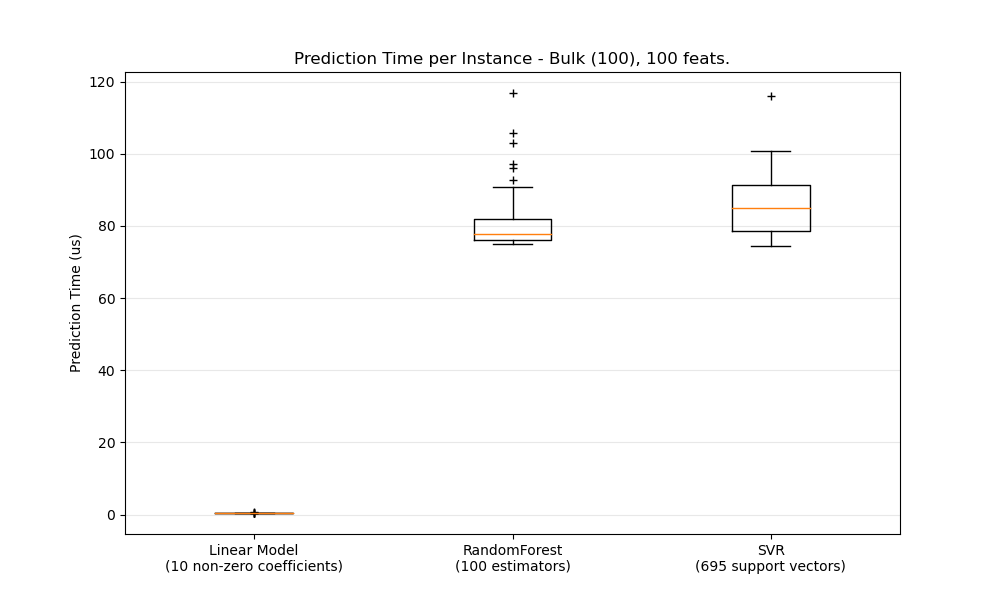 Prediction Time per Instance - Bulk (100), 100 feats.
Prediction Time (us)
120
100
80
60
40
20
0
Linear Model
(10 non-zero coefficients)
RandomForest
(100 estimators)
SVR
(695 support vectors)